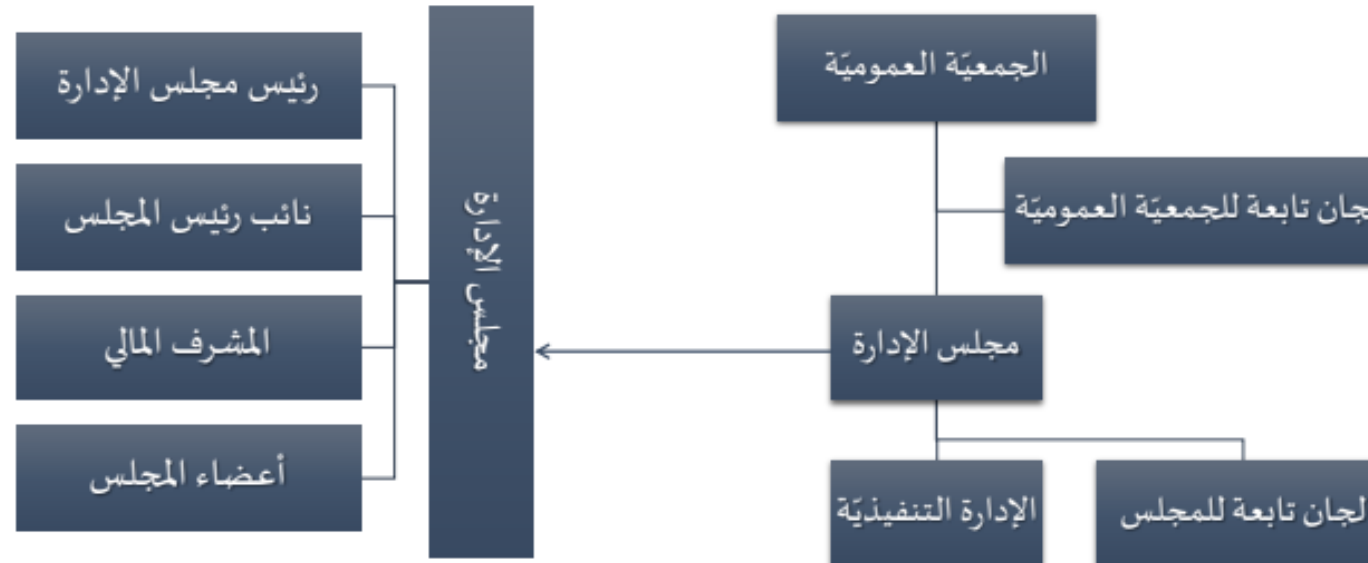 الجمعيّة العموميّة
لجان تابعة للجمعيّة العموميّة
مجلس الإدارة
لجان تابعة للمجلس
الإدارة التنفيذيّة
مجلس الإدارة
رئيس مجلس الإدارة
نائب رئيس المجلس
المشرف المالي
أعضاء المجلس